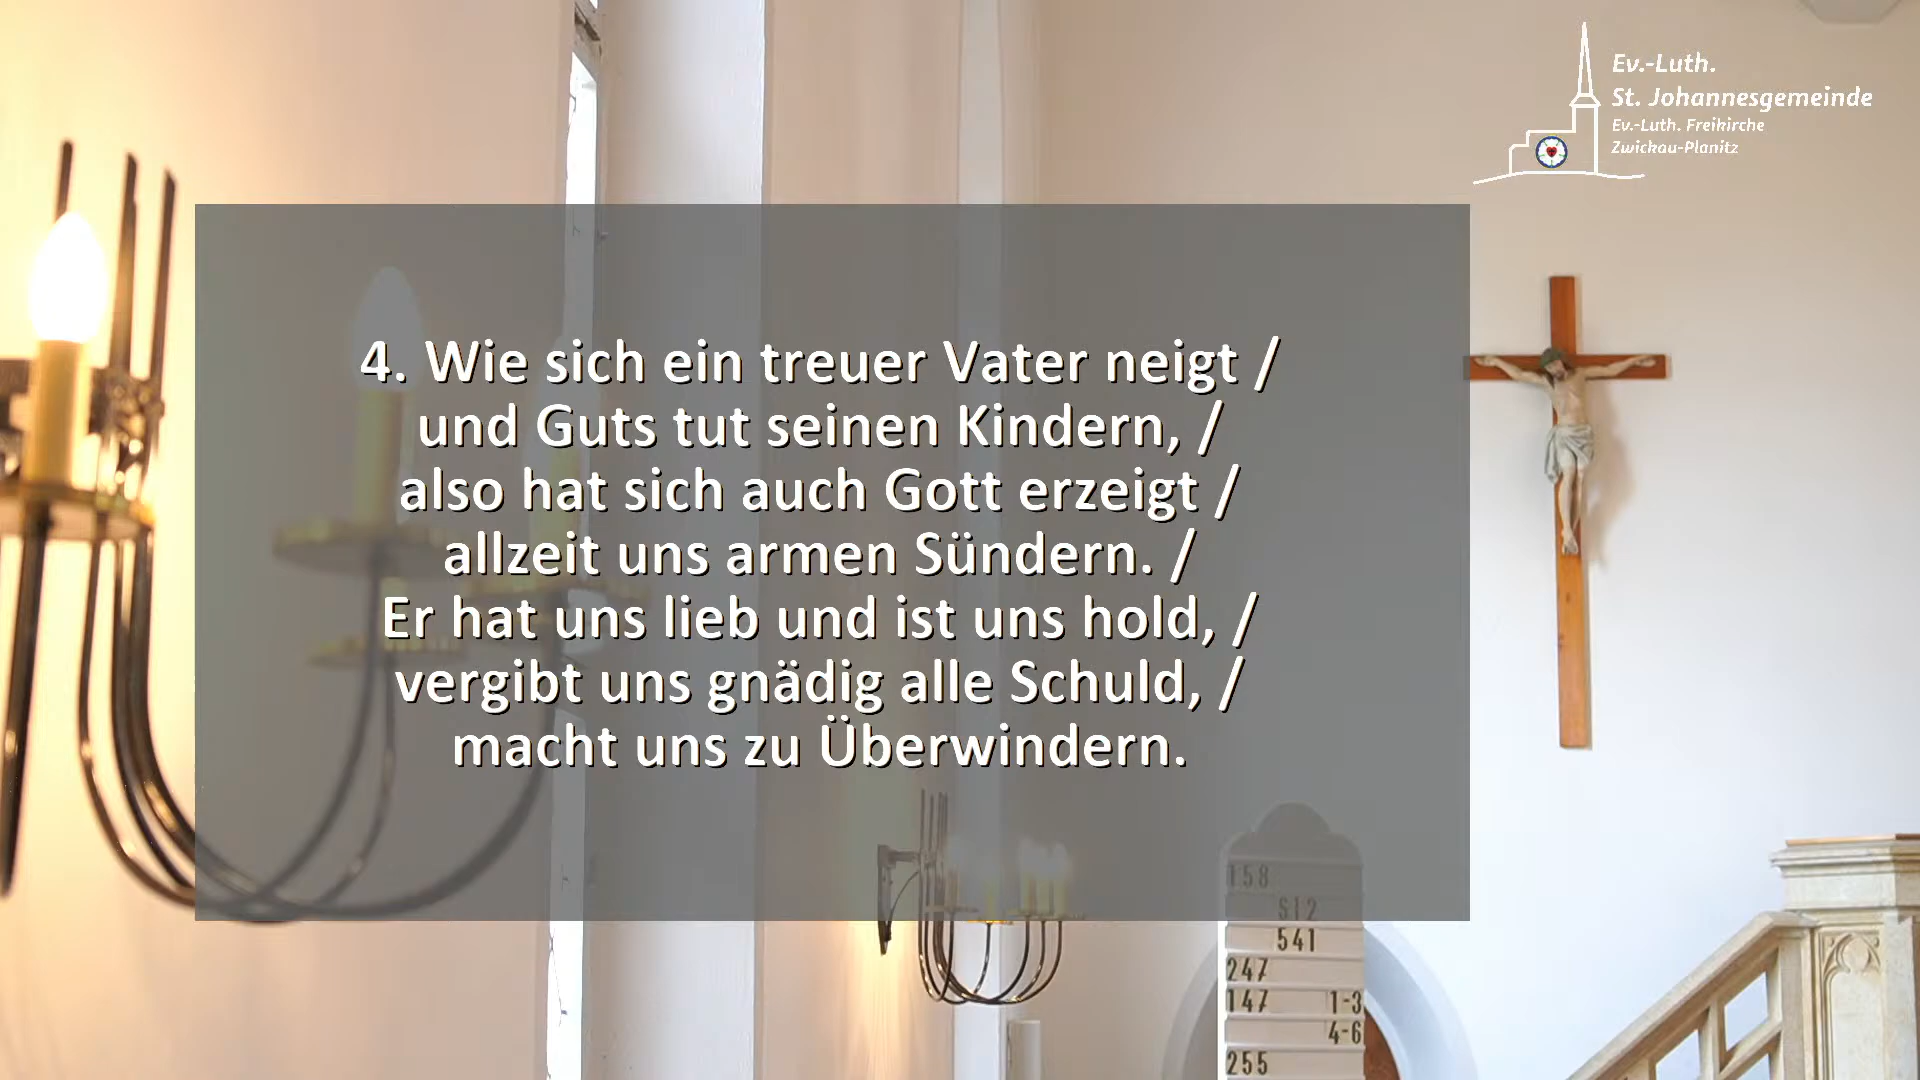 Ev.-Luth.
St. Johannesgemeinde
Ev.-Luth. Freikirche
Zwickau-Planitz
4. Wie sich ein treuer Vater neigt /
und Guts tut seinen Kindern, /
also hat sich auch Gott erzeigt /
allzeit uns armen Sündern. /
Er hat uns lieb und ist uns hold, /
vergibt uns gnädig alle Schuld, /
macht uns zu Überwindern.
158
512
541
247
147 1-3
4-6
255